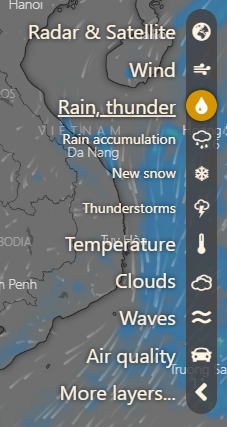 Hanoi
Radar & Satellite
Wind
Rain, thunder
VIETNAM
Rain accumulation
Da Nang
New snow
Thunderstorms
Temperature
Clouds
m Penh
Waves
Air quality
More layers...